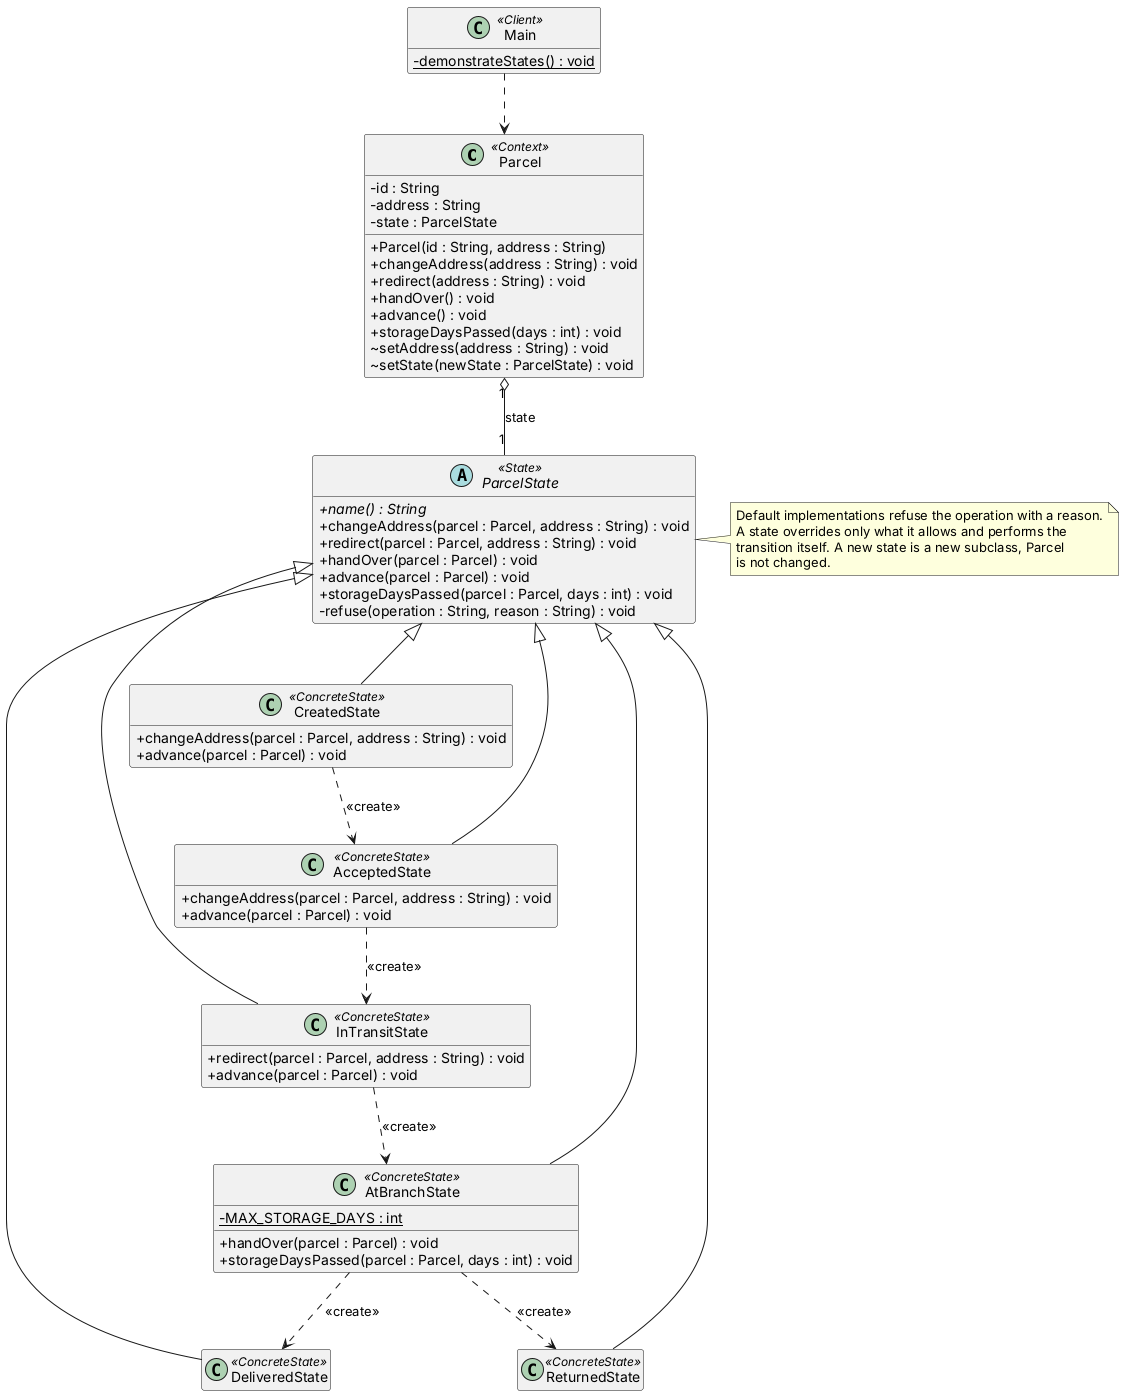 C
«Client»
Main
-demonstrateStates() : void
C
«Context»
Parcel
-id : String
-address : String
-state : ParcelState
+Parcel(id : String, address : String)
+changeAddress(address : String) : void
+redirect(address : String) : void
+handOver() : void
+advance() : void
+storageDaysPassed(days : int) : void
~setAddress(address : String) : void
~setState(newState : ParcelState) : void
1
state
1
A
«State»
ParcelState
+name() : String
+changeAddress(parcel : Parcel, address : String) : void
+redirect(parcel : Parcel, address : String) : void
+handOver(parcel : Parcel) : void
+advance(parcel : Parcel) : void
+storageDaysPassed(parcel : Parcel, days : int) : void
-refuse(operation : String, reason : String) : void
Default implementations refuse the operation with a reason.
A state overrides only what it allows and performs the
transition itself. A new state is a new subclass, Parcel
is not changed.
C
«ConcreteState»
CreatedState
+changeAddress(parcel : Parcel, address : String) : void
+advance(parcel : Parcel) : void
«create»
C
«ConcreteState»
AcceptedState
+changeAddress(parcel : Parcel, address : String) : void
+advance(parcel : Parcel) : void
«create»
C
«ConcreteState»
InTransitState
+redirect(parcel : Parcel, address : String) : void
+advance(parcel : Parcel) : void
«create»
C
«ConcreteState»
AtBranchState
-MAX_STORAGE_DAYS : int
+handOver(parcel : Parcel) : void
+storageDaysPassed(parcel : Parcel, days : int) : void
«create»
«create»
C
«ConcreteState»
DeliveredState
C
«ConcreteState»
ReturnedState